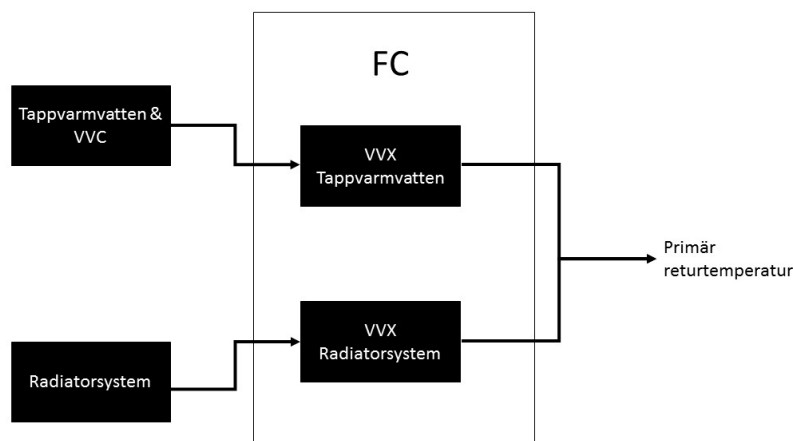 FC
Tappvarmvatten &
VVC
VVX
Tappvarmvatten
Primär
returtemperatur
VVX
Radiatorsystem
Radiatorsystem